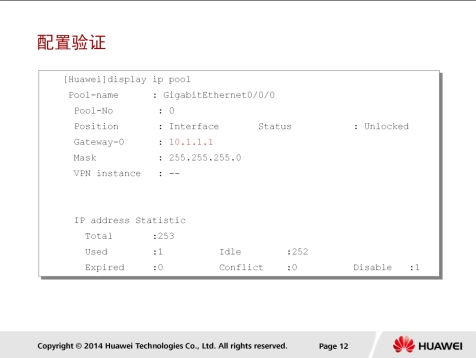 配置验证
[Huawei]display ip pool
Pool-name : GigabitEthernet0/0/0
Pool-No : 0
Position : Interface Status : Unlocked
Gateway-0 : 10.1.1.1
Mask : 255.255.255.0
VPN instance : --
IP address Statistic
Total :253
Used :1 Idle :252
Expired :0 Conflict :0 Disable :1
Copyright © 2014 Huawei Technologies Co., Ltd. All rights reserved. Page 12 HUAWEI